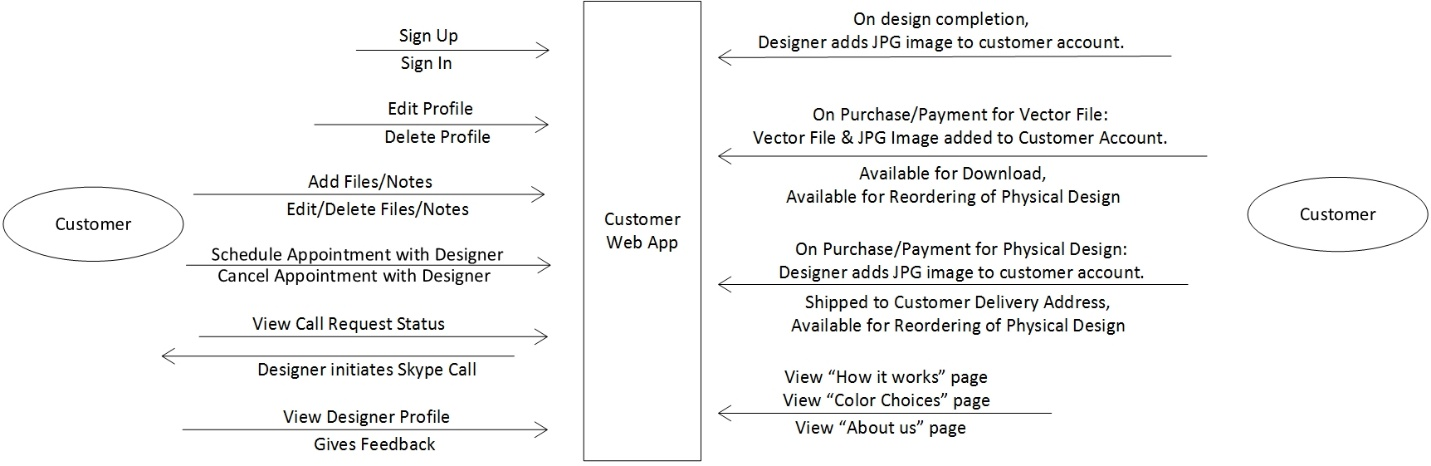 Sign Up
Sign In
Edit Profile
Delete Profile
Add Files/Notes
Edit/Delete Files/Notes
Customer
Schedule Appointment with Designer
Cancel Appointment with Designer
View Call Request Status
Designer initiates Skype Call
View Designer Profile
Gives Feedback
Customer
Web App
On design completion,
Designer adds JPG image to customer account.
On Purchase/Payment for Vector File:
Vector File & JPG Image added to Customer Account.
Available for Download,
Available for Reordering of Physical Design
On Purchase/Payment for Physical Design:
Designer adds JPG image to customer account.
Shipped to Customer Delivery Address,
Available for Reordering of Physical Design
View “How it works” page
View “Color Choices” page
View “About us” page
Customer